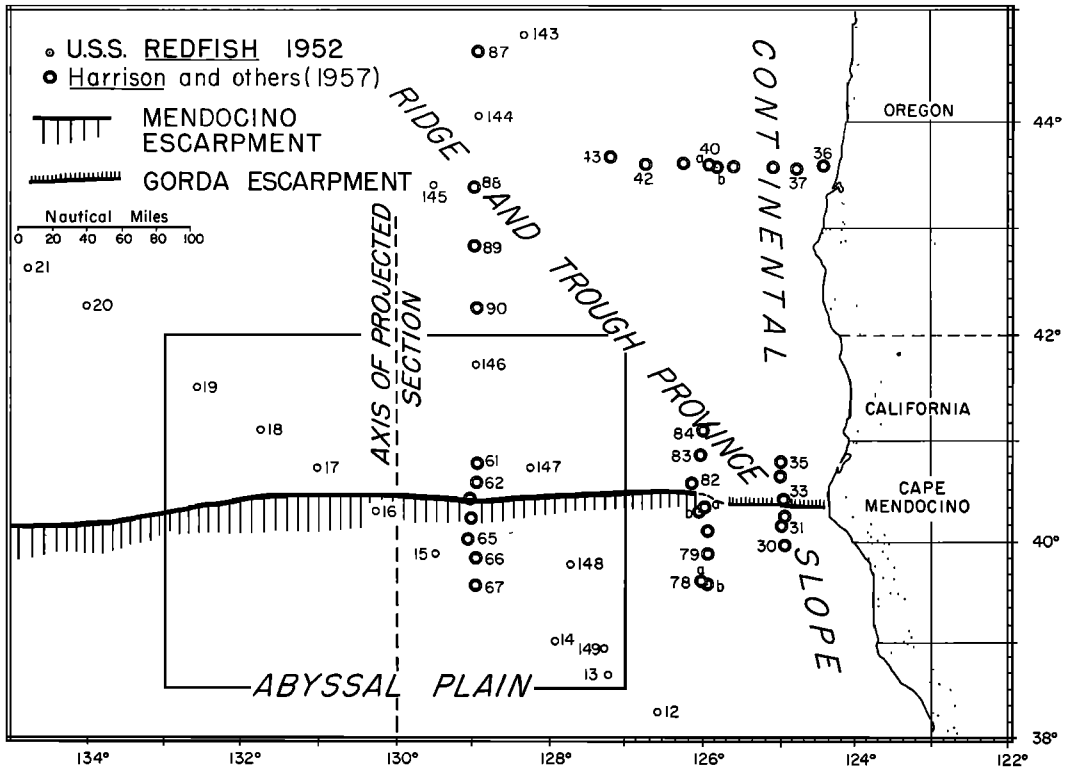 U.S.S. REDFISH 1952
Harrison and others (1957)
MENDOCINO
ESCARPMENT
GORDA ESCARPMENT
Nautical Miles
0 20 40 60 80 100
143
87
144
RIDGE AND TROUGH PROVINCE
CONTINENTAL SLOPE
OREGON
44°
43
42
a
40
b
37
36
145
88
89
90
21
20
AXIS OF PROJECTED
SECTION
42°
146
19
18
17
147
CALIFORNIA
61
62
84
83
82
35
33
CAPE
MENDOCINO
16
b
a
15
65
66
67
148
79
31
30
40°
a
78
b
14
149
13
ABYSSAL PLAIN
12
38°
134°
132°
130°
128°
126°
124°
122°